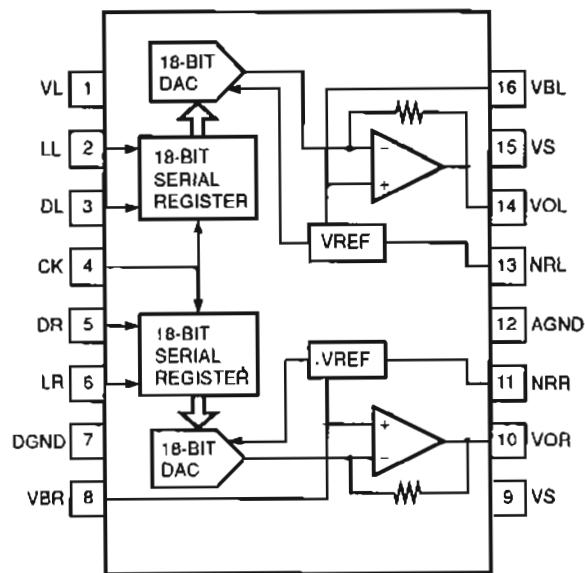 VL 1
LL 2
DL 3
CK 4
DR 5
LR 6
DGND 7
VBR 8
18-BIT
DAC
18-BIT
SERIAL
REGISTER
18-BIT
SERIAL
REGISTER
18-BIT
DAC
VREF
−
+
.VREF
+
−
16 VBL
15 VS
14 VOL
13 NRL
12 AGND
11 NRR
10 VOR
9 VS